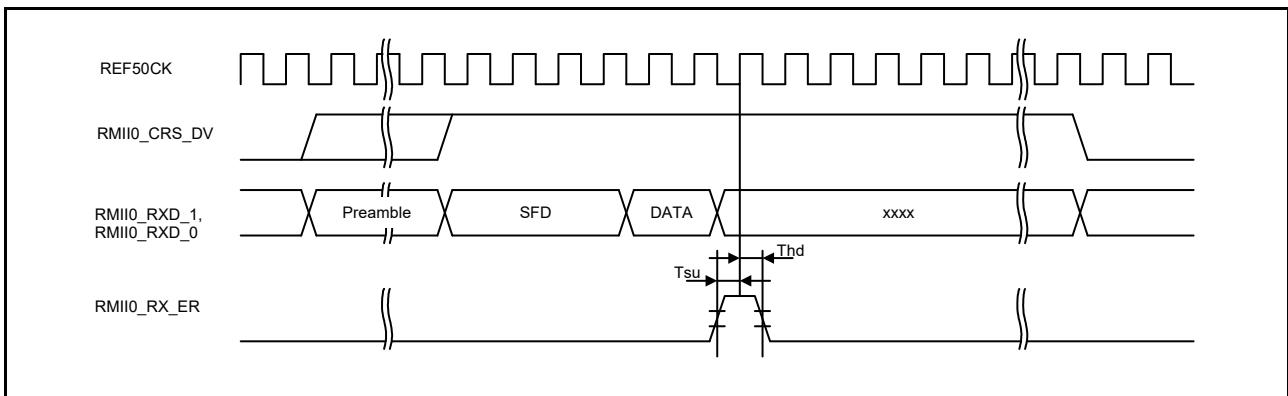 REF50CK
RMII0_CRS_DV
RMII0_RXD_1,
RMII0_RXD_0
Preamble
SFD
DATA
xxxx
Thd
Tsu
RMII0_RX_ER